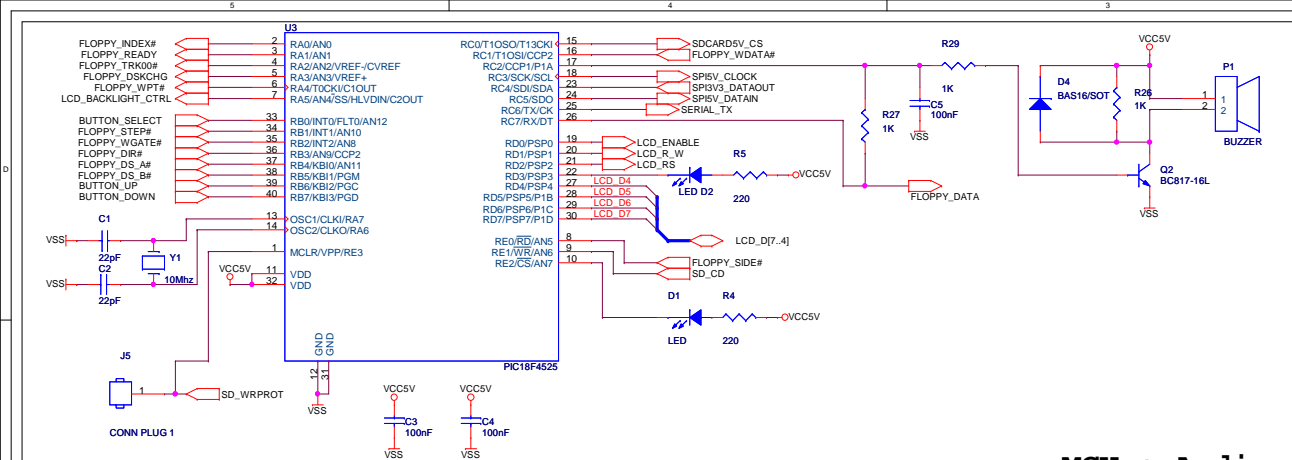 5
4
3
D
U3
FLOPPY_INDEX# 2 RA0/AN0
FLOPPY_READY 3 RA1/AN1
FLOPPY_TRK00# 4 RA2/AN2/VREF-/CVREF
FLOPPY_DSKCHG 5 RA3/AN3/VREF+
FLOPPY_WPT# 6 RA4/T0CKI/C1OUT
LCD_BACKLIGHT_CTRL 7 RA5/AN4/SS/HLVDIN/C2OUT
BUTTON_SELECT 33 RB0/INT0/FLT0/AN12
FLOPPY_STEP# 34 RB1/INT1/AN10
FLOPPY_WGATE# 35 RB2/INT2/AN8
FLOPPY_DIR# 36 RB3/AN9/CCP2
FLOPPY_DS_A# 37 RB4/KBI0/AN11
FLOPPY_DS_B# 38 RB5/KBI1/PGM
BUTTON_UP 39 RB6/KBI2/PGC
BUTTON_DOWN 40 RB7/KBI3/PGD
13 OSC1/CLKI/RA7
14 OSC2/CLKO/RA6
1 MCLR/VPP/RE3
11 VDD
32 VDD
GND 12
GND 31
VSS
RC0/T1OSO/T13CKI 15 SDCARD5V_CS
RC1/T1OSI/CCP2 16 FLOPPY_WDATA#
RC2/CCP1/P1A 17
RC3/SCK/SCL 18 SPI5V_CLOCK
RC4/SDI/SDA 23 SPI3V3_DATAOUT
RC5/SDO 24 SPI5V_DATAIN
RC6/TX/CK 25 SERIAL_TX
RC7/RX/DT 26
RD0/PSP0 19 LCD_ENABLE
RD1/PSP1 20 LCD_R_W
RD2/PSP2 21 LCD_RS
RD3/PSP3 22
RD4/PSP4 27 LCD_D4
RD5/PSP5/P1B 28 LCD_D5
RD6/PSP6/P1C 29 LCD_D6
RD7/PSP7/P1D 30 LCD_D7
LCD_D[7..4]
RE0/RD/AN5 8 FLOPPY_SIDE#
RE1/WR/AN6 9 SD_CD
RE2/CS/AN7 10
PIC18F4525
C1
VSS
22pF
C2
VSS
22pF
Y1
10Mhz
VCC5V
J5
1
SD_WRPROT
CONN PLUG 1
VCC5V
C3
100nF
VSS
VCC5V
C4
100nF
VSS
LED D2
R5
220
VCC5V
D1
LED
R4
220
VCC5V
R27
1K
C5
100nF
VSS
R29
1K
FLOPPY_DATA
VCC5V
D4
BAS16/SOT
R26
1K
P1
1 1
2 2
BUZZER
Q2
BC817-16L
VSS